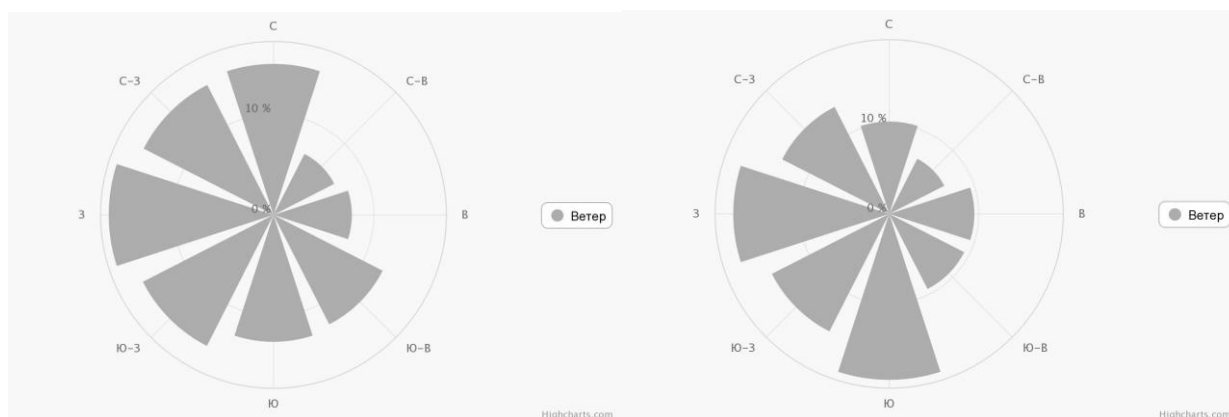 С
С-З
С-В
10 %
З
0 %
В
Ветер
Ю-З
Ю-В
Ю
Highcharts.com
С
С-З
С-В
10 %
З
0 %
В
Ветер
Ю-З
Ю-В
Ю
Highcharts.com